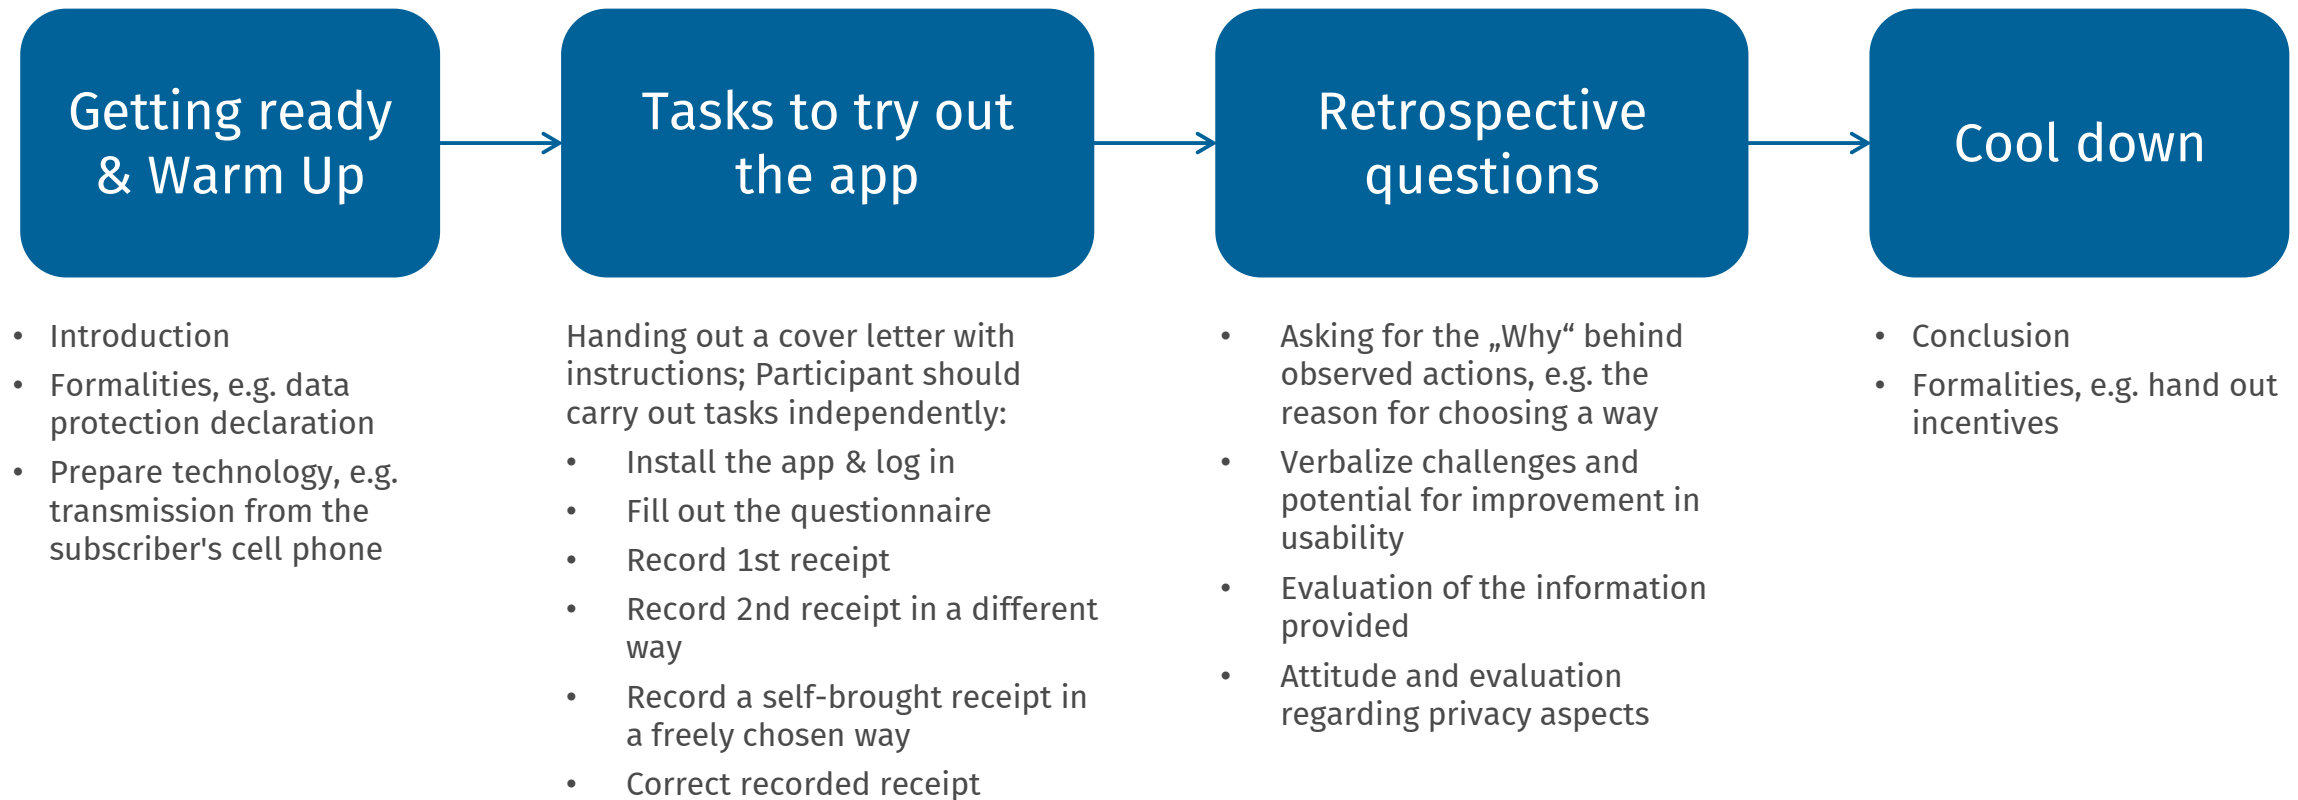 Getting ready
& Warm Up
Tasks to try out
the app
Retrospective
questions
Cool down
• Introduction
• Formalities, e.g. data
protection declaration
• Prepare technology, e.g.
transmission from the
subscriber's cell phone
Handing out a cover letter with
instructions; Participant should
carry out tasks independently:
• Install the app & log in
• Fill out the questionnaire
• Record 1st receipt
• Record 2nd receipt in a different
way
• Record a self-brought receipt in
a freely chosen way
• Correct recorded receipt
• Asking for the „Why“ behind
observed actions, e.g. the
reason for choosing a way
• Verbalize challenges and
potential for improvement in
usability
• Evaluation of the information
provided
• Attitude and evaluation
regarding privacy aspects
• Conclusion
• Formalities, e.g. hand out
incentives